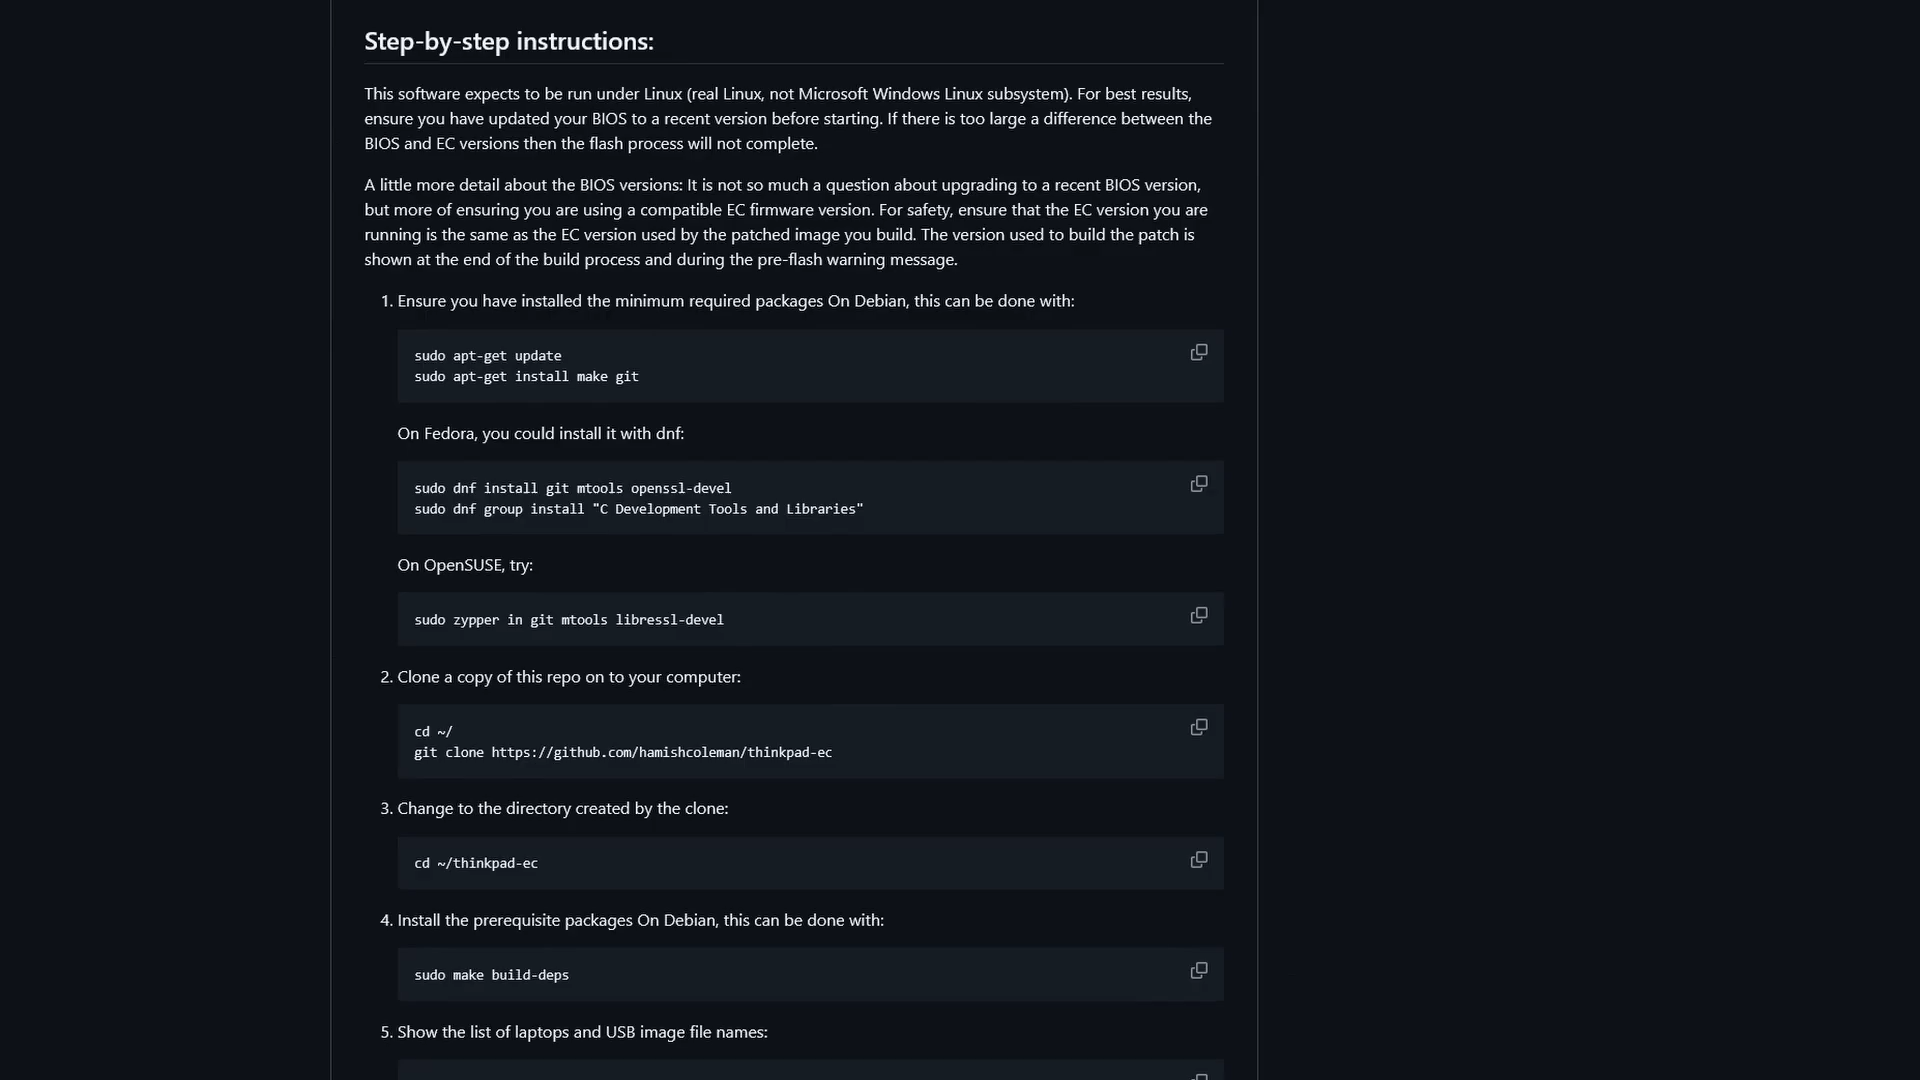 Step-by-step instructions:
This software expects to be run under Linux (real Linux, not Microsoft Windows Linux subsystem). For best results,
ensure you have updated your BIOS to a recent version before starting. If there is too large a difference between the
BIOS and EC versions then the flash process will not complete.
A little more detail about the BIOS versions: It is not so much a question about upgrading to a recent BIOS version,
but more of ensuring you are using a compatible EC firmware version. For safety, ensure that the EC version you are
running is the same as the EC version used by the patched image you build. The version used to build the patch is
shown at the end of the build process and during the pre-flash warning message.
1. Ensure you have installed the minimum required packages On Debian, this can be done with:
sudo apt-get update
sudo apt-get install make git
On Fedora, you could install it with dnf:
sudo dnf install git mtools openssl-devel
sudo dnf group install "C Development Tools and Libraries"
On OpenSUSE, try:
sudo zypper in git mtools libressl-devel
2. Clone a copy of this repo on to your computer:
cd ~/
git clone https://github.com/hamishcoleman/thinkpad-ec
3. Change to the directory created by the clone:
cd ~/thinkpad-ec
4. Install the prerequisite packages On Debian, this can be done with:
sudo make build-deps
5. Show the list of laptops and USB image file names: